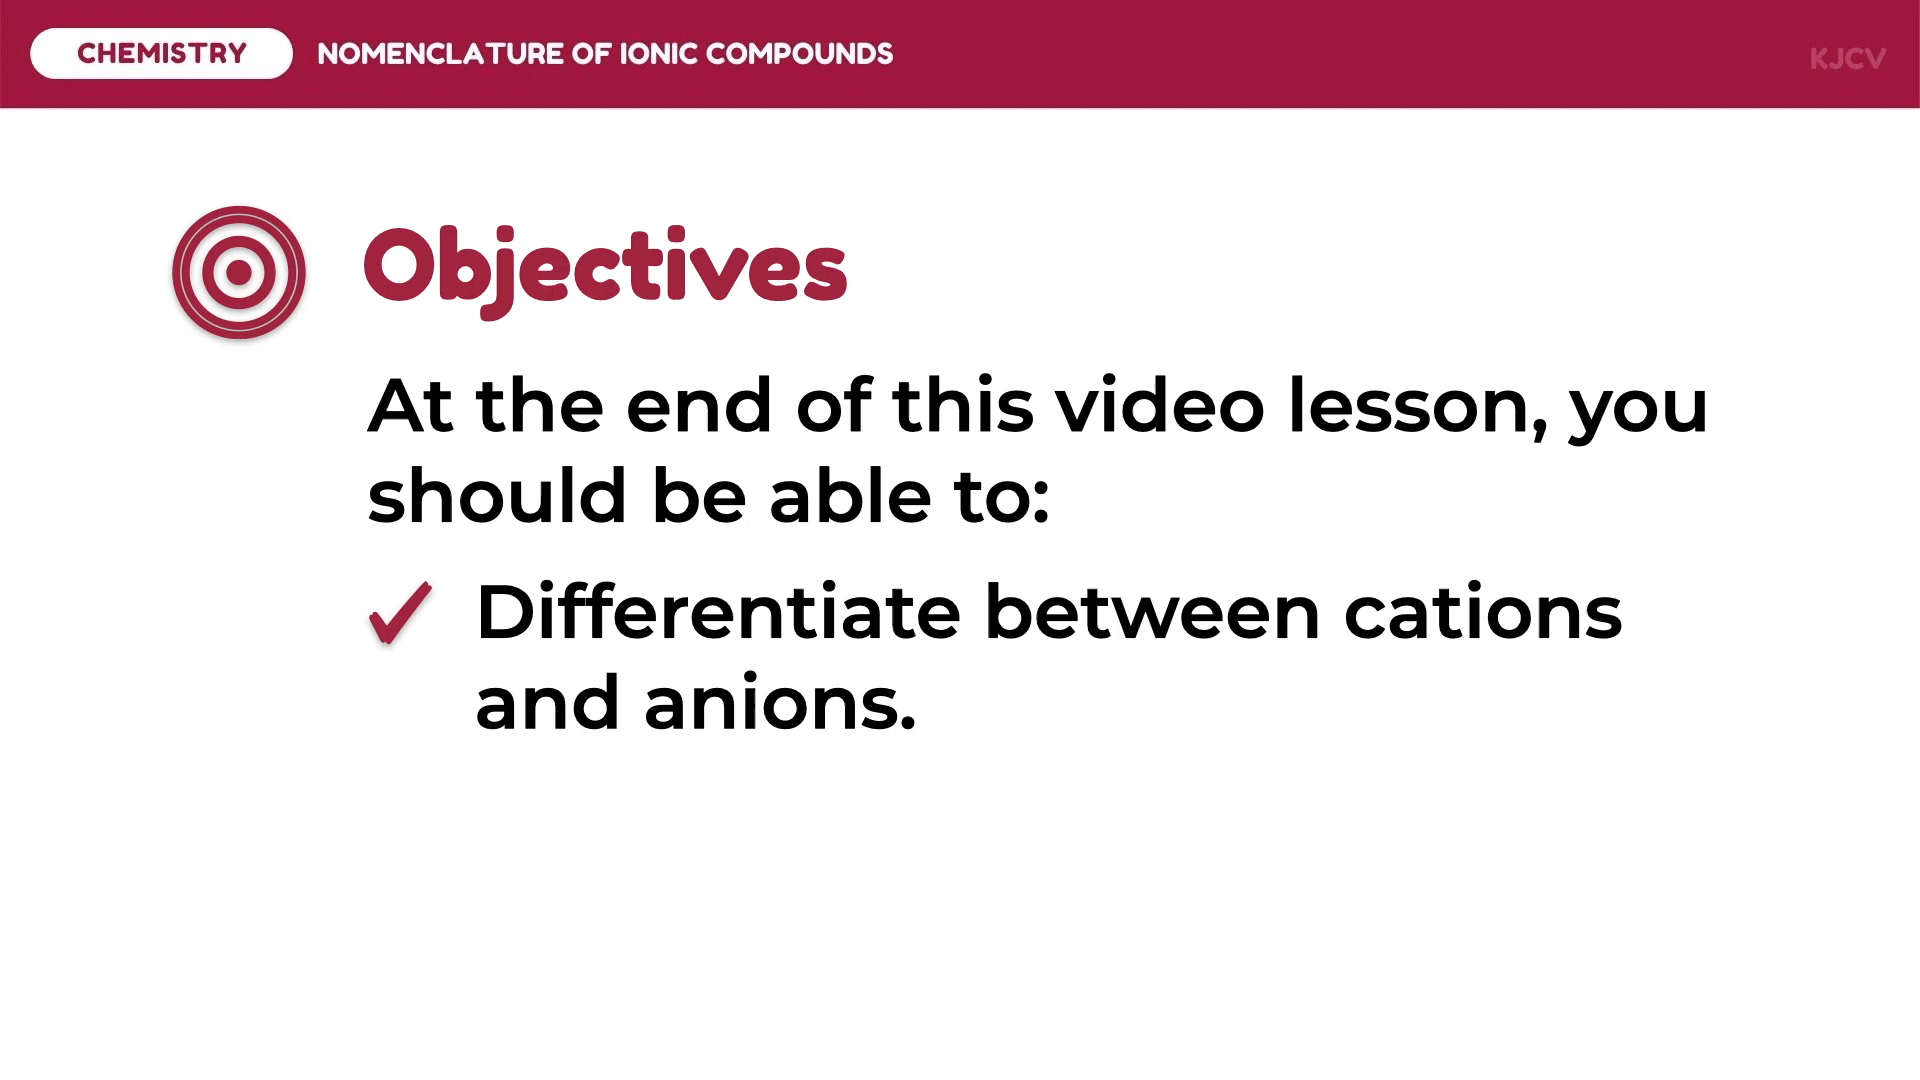 CHEMISTRY
NOMENCLATURE OF IONIC COMPOUNDS
KJCV
Objectives
At the end of this video lesson, you
should be able to:
Differentiate between cations
and anions.